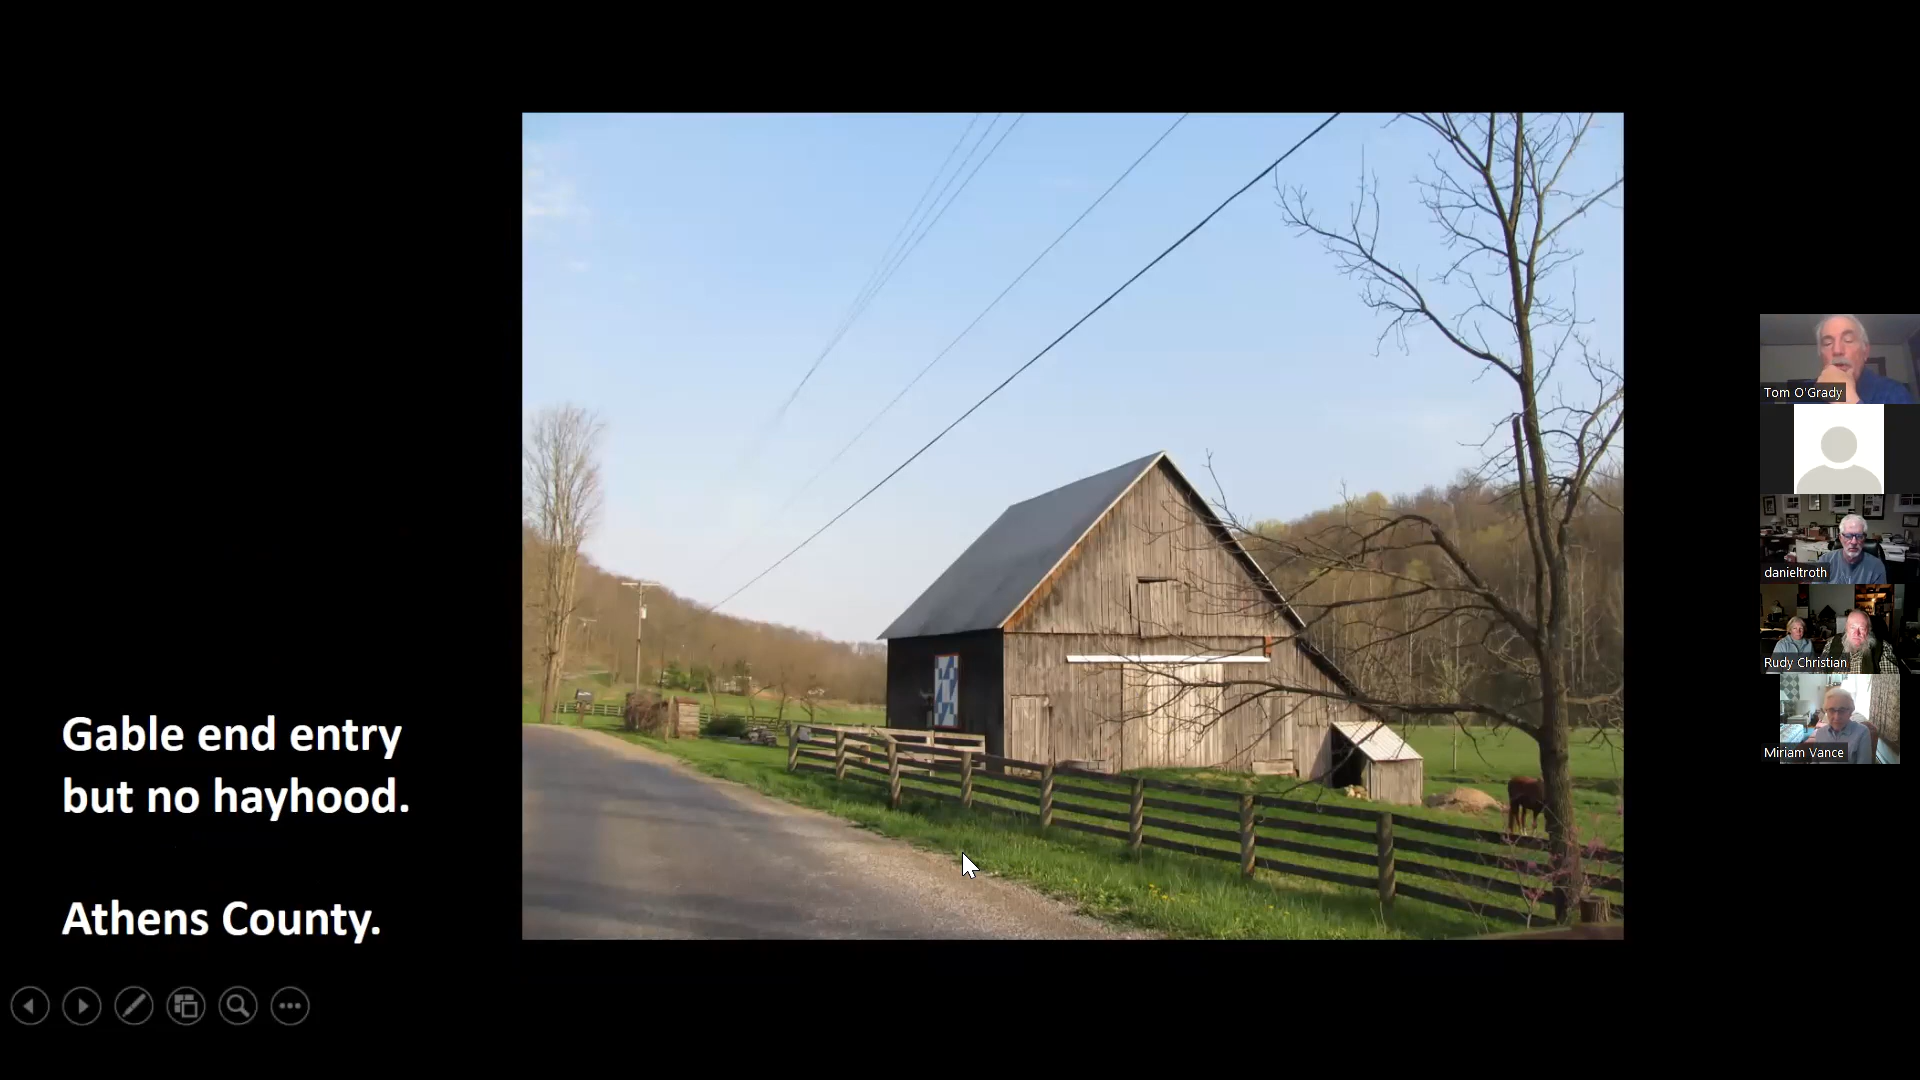 Gable end entry
but no hayhood.
Athens County.
Tom O'Grady
danieltroth
Rudy Christian
Miriam Vance